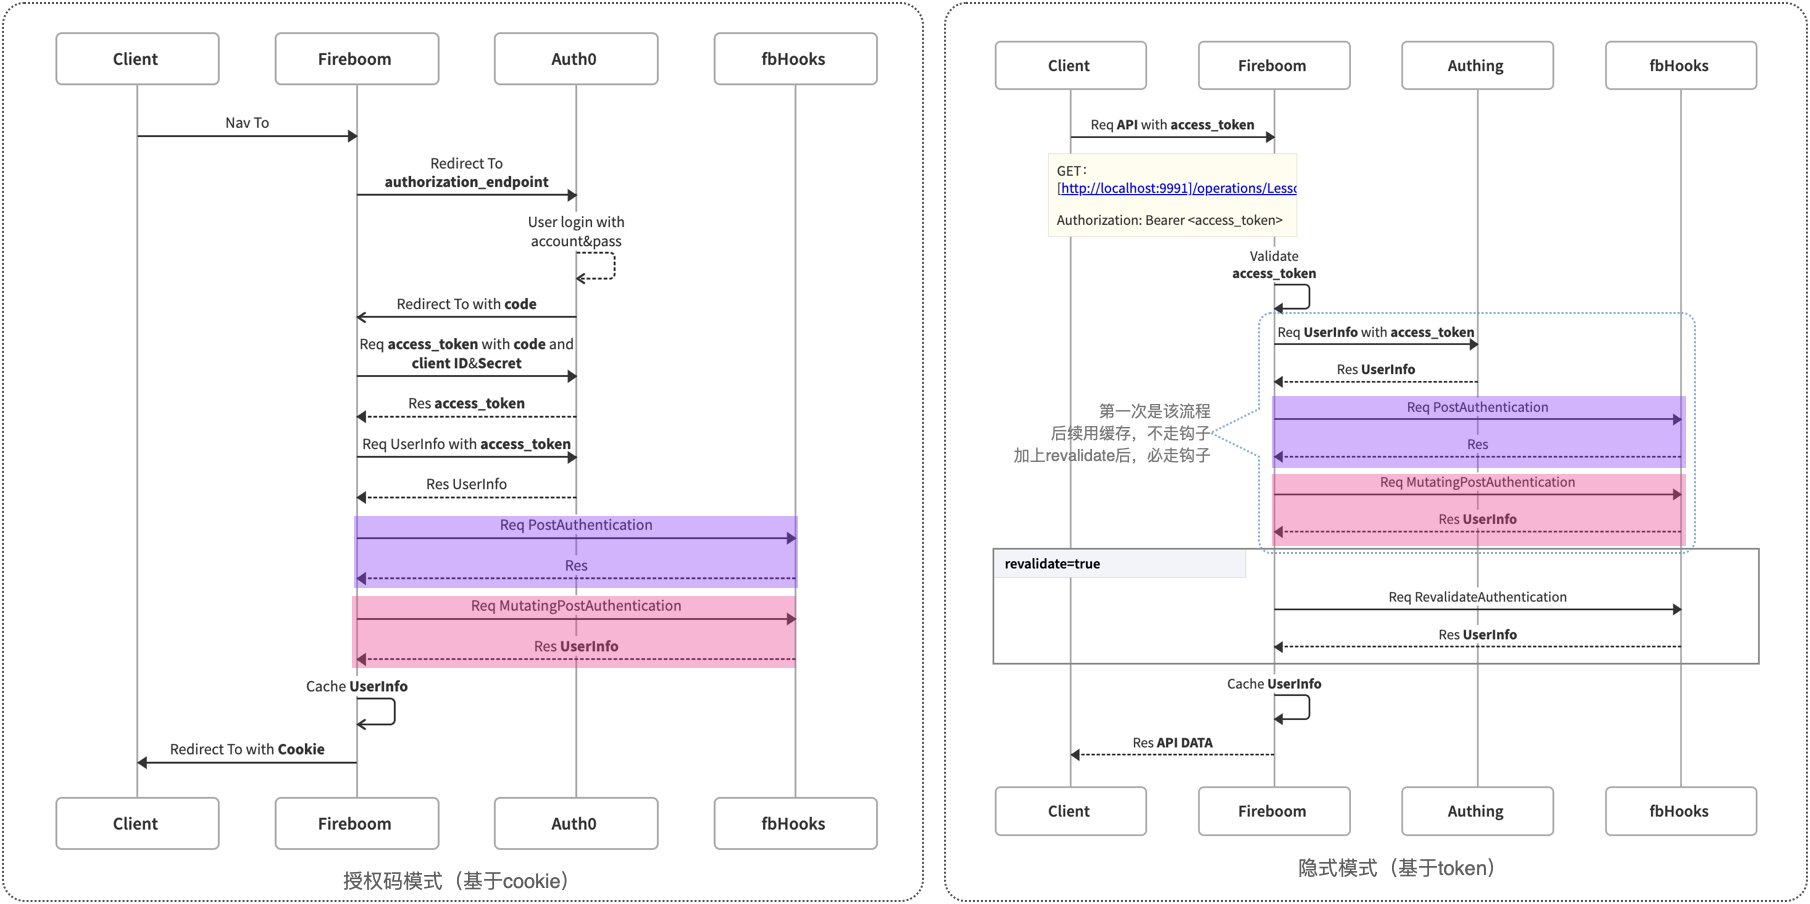 Client
Fireboom
Auth0
fbHooks
Nav To
Redirect To
authorization_endpoint
User login with
account&pass
Redirect To with code
Req access_token with code and
client ID&Secret
Res access_token
Req UserInfo with access_token
Res UserInfo
Req PostAuthentication
Res
Req MutatingPostAuthentication
Res UserInfo
Cache UserInfo
Redirect To with Cookie
Client
Fireboom
Auth0
fbHooks
授权码模式（基于cookie）
Client
Fireboom
Authing
fbHooks
Req API with access_token
GET：
[http://localhost:9991]/operations/Less
Authorization: Bearer <access_token>
Validate
access_token
Req UserInfo with access_token
Res UserInfo
第一次是该流程
后续用缓存，不走钩子
加上revalidate后，必走钩子
Req PostAuthentication
Res
Req MutatingPostAuthentication
Res UserInfo
revalidate=true
Req RevalidateAuthentication
Res UserInfo
Cache UserInfo
Res API DATA
Client
Fireboom
Authing
fbHooks
隐式模式（基于token）